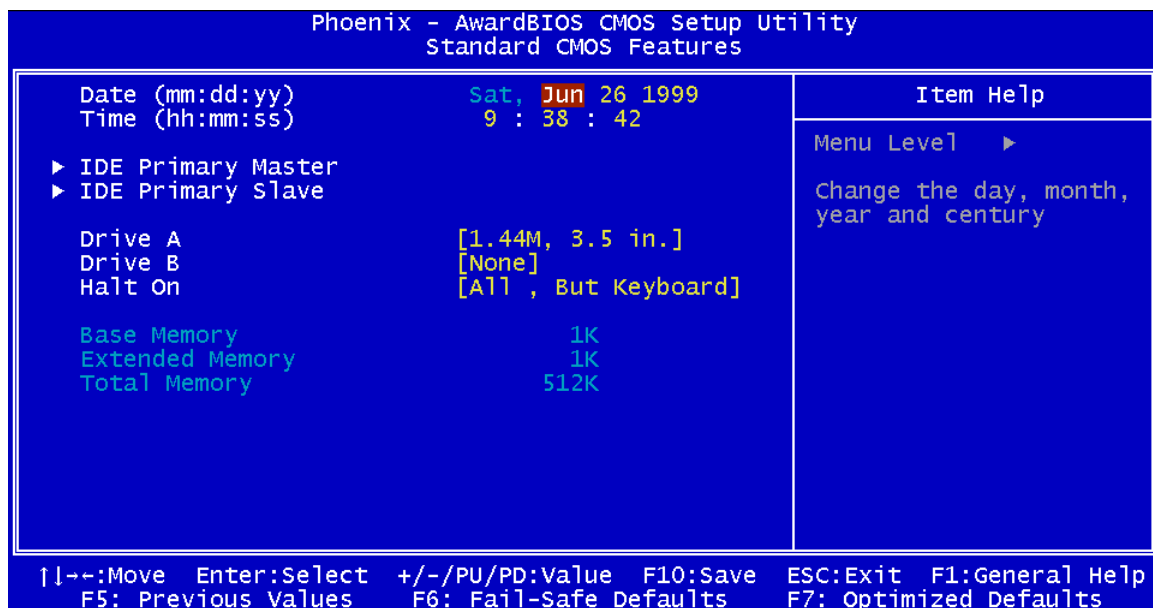 Phoenix - AwardBIOS CMOS Setup Utility
Standard CMOS Features
Date (mm:dd:yy) Sat, Jun 26 1999
Time (hh:mm:ss) 9 : 38 : 42
▶ IDE Primary Master
▶ IDE Primary Slave
Drive A [1.44M, 3.5 in.]
Drive B [None]
Halt On [All , But Keyboard]
Base Memory 1K
Extended Memory 1K
Total Memory 512K
Item Help
Menu Level ▶
Change the day, month,
year and century
↑↓→←:Move Enter:Select +/-/PU/PD:Value F10:Save ESC:Exit F1:General Help
F5: Previous Values F6: Fail-Safe Defaults F7: Optimized Defaults